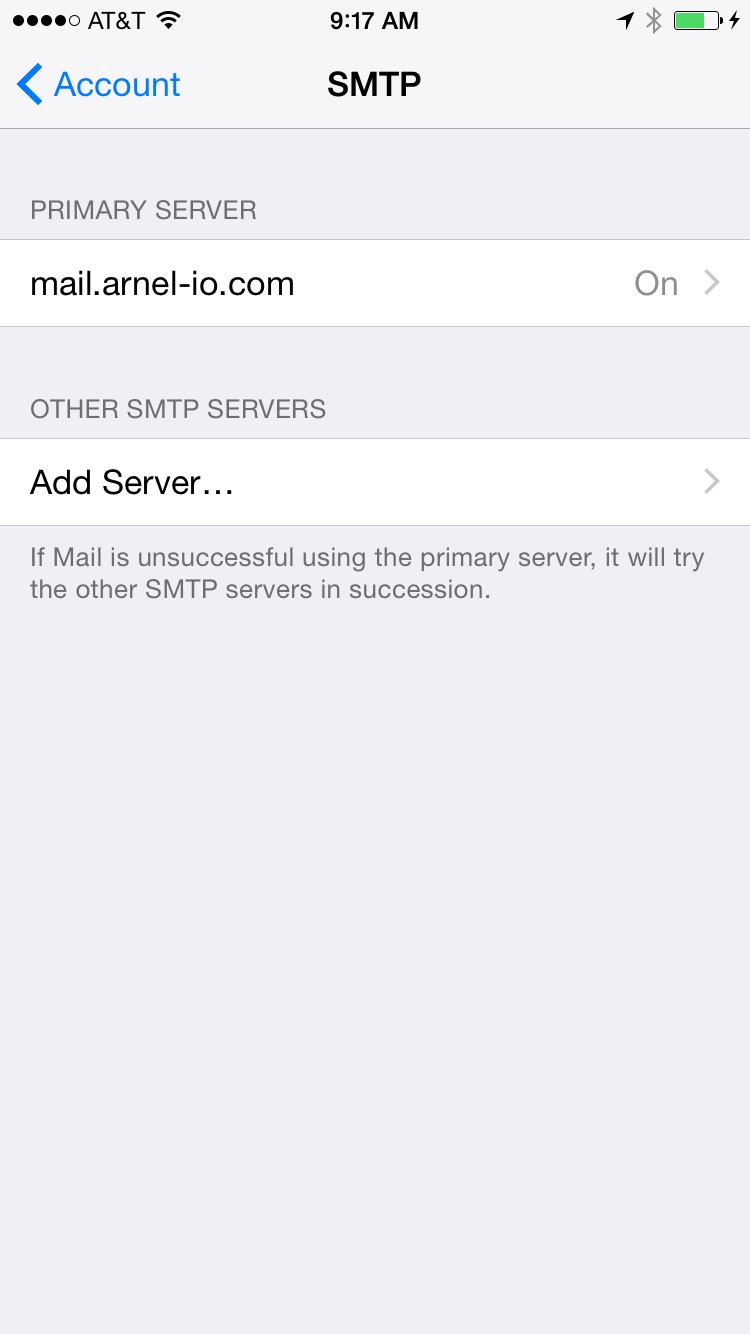 AT&T 9:17 AM
Account SMTP
PRIMARY SERVER
mail.arnel-io.com On
OTHER SMTP SERVERS
Add Server…
If Mail is unsuccessful using the primary server, it will try
the other SMTP servers in succession.